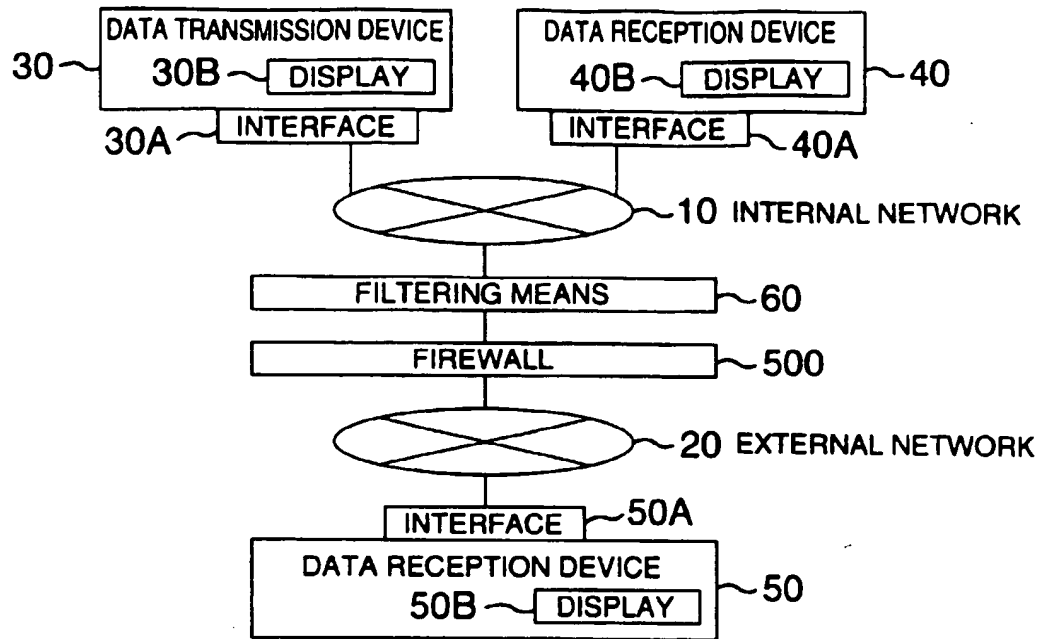 DATA TRANSMISSION DEVICE
30
30B
DISPLAY
INTERFACE
30A
DATA RECEPTION DEVICE
40B
DISPLAY
40
INTERFACE
40A
10 INTERNAL NETWORK
FILTERING MEANS
60
FIREWALL
500
20 EXTERNAL NETWORK
INTERFACE
50A
DATA RECEPTION DEVICE
50
50B
DISPLAY